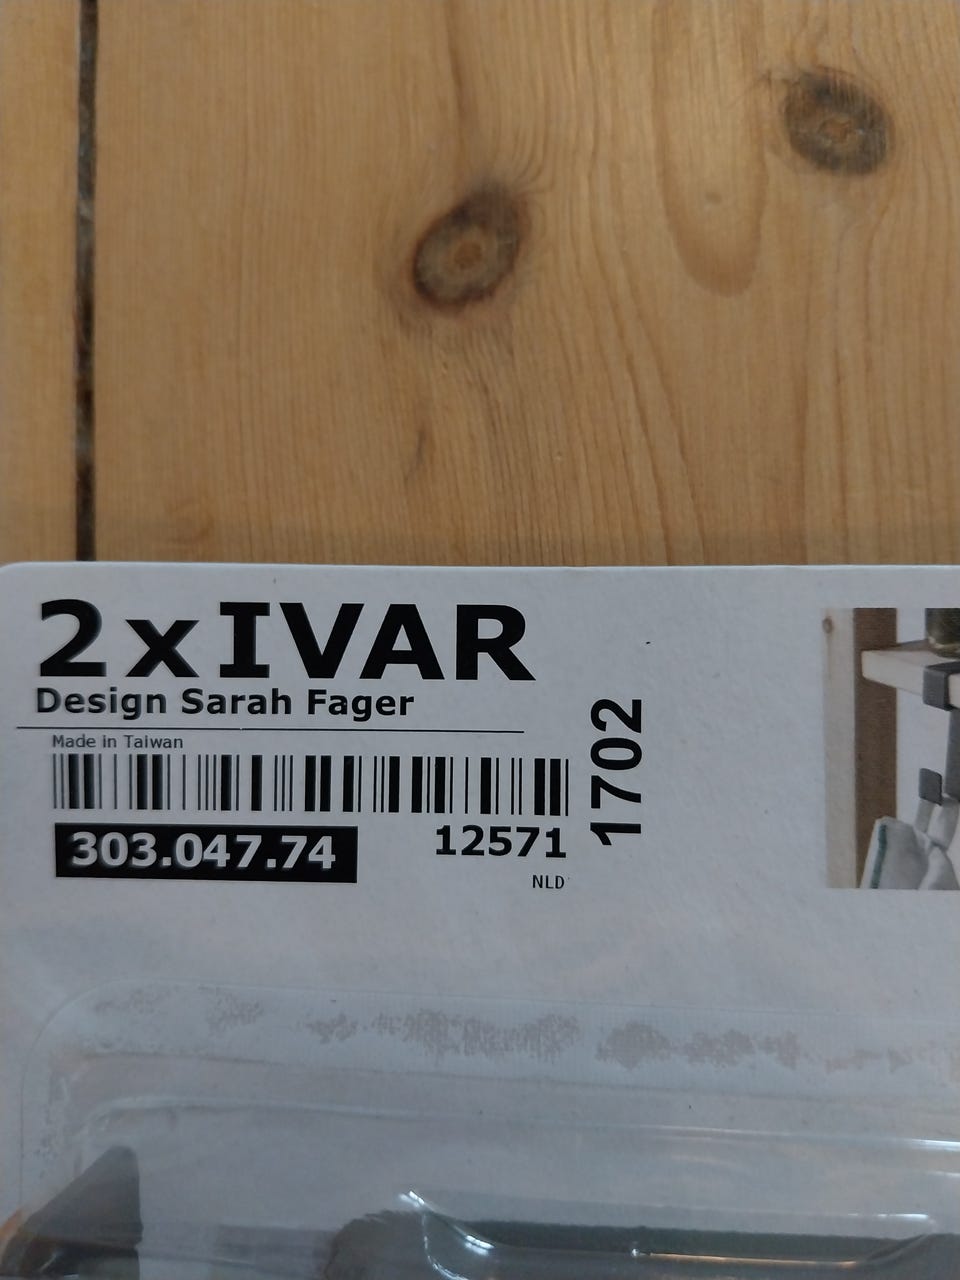 2xIVAR
Design Sarah Fager
Made in Taiwan
303.047.74
12571
NLD
1702